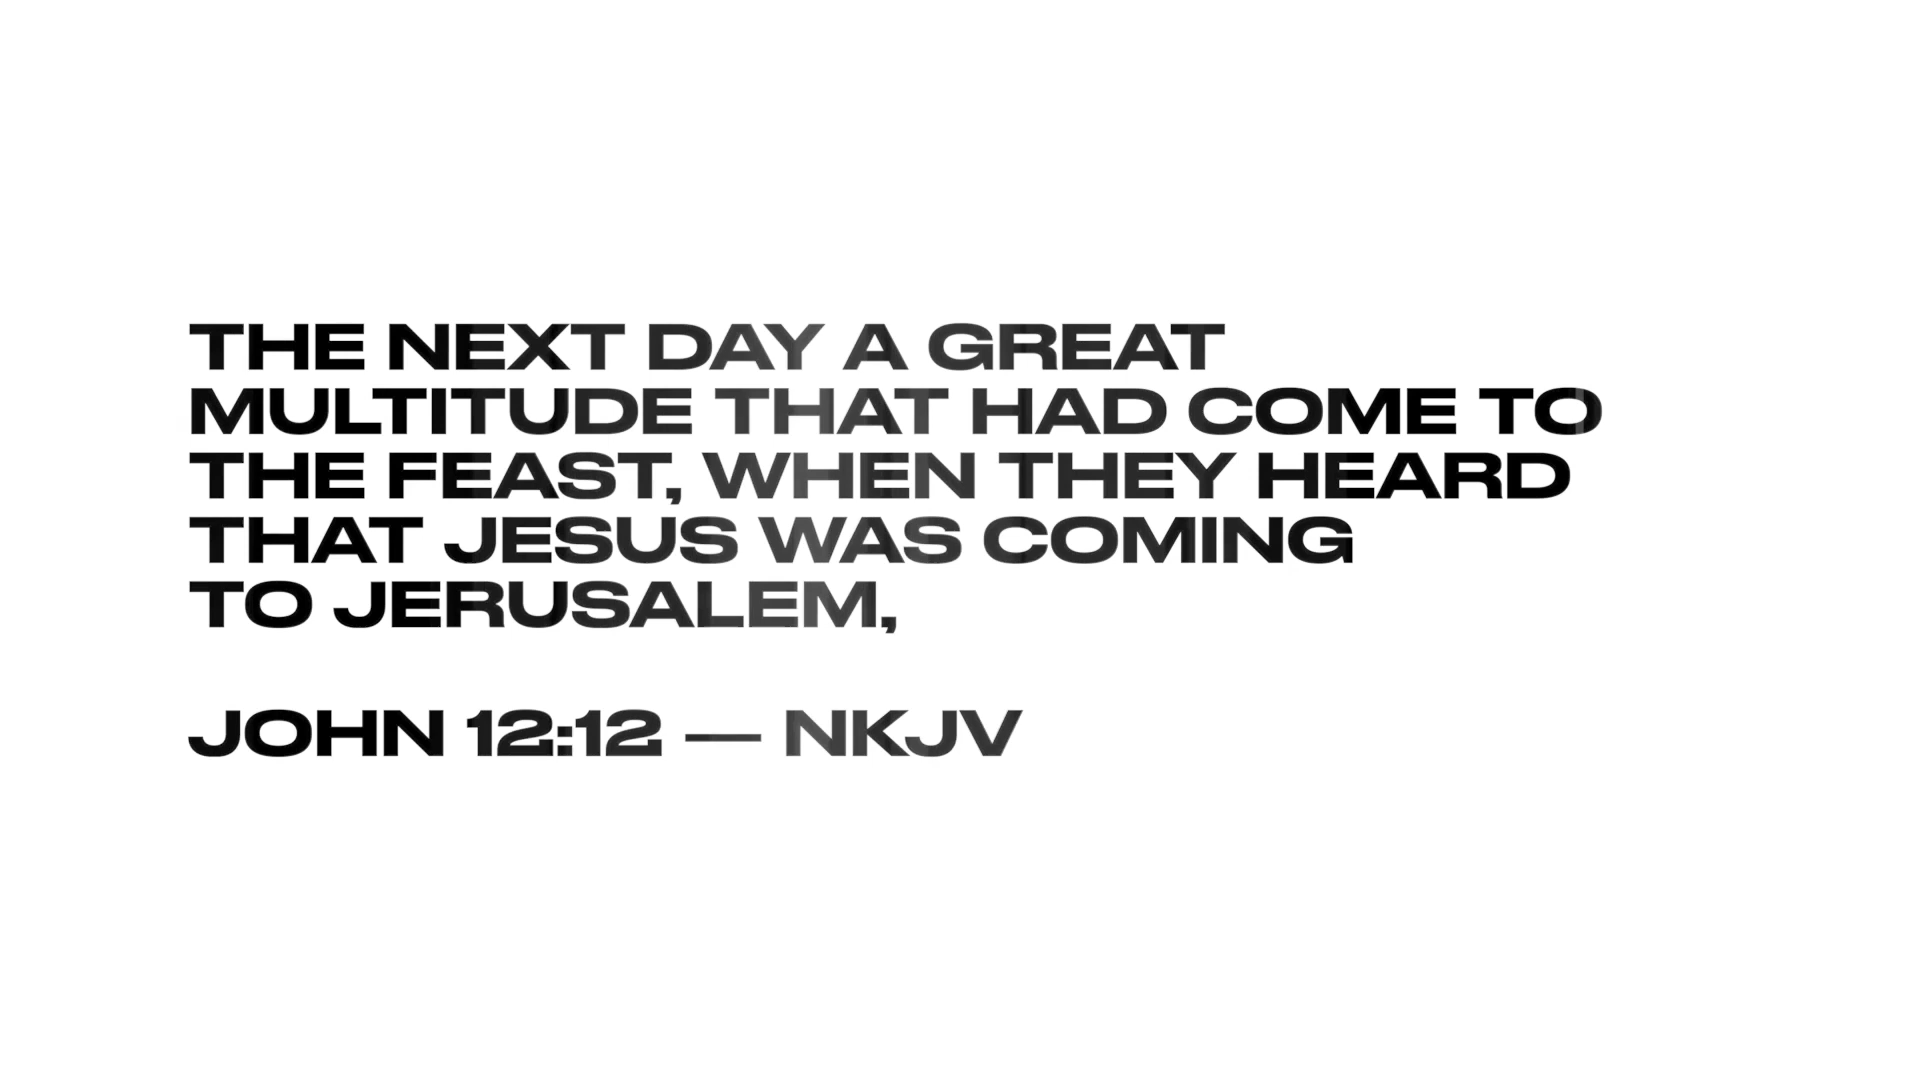 THE NEXT DAY A GREAT
MULTITUDE THAT HAD COME TO
THE FEAST, WHEN THEY HEARD
THAT JESUS WAS COMING
TO JERUSALEM,
JOHN 12:12 — NKJV